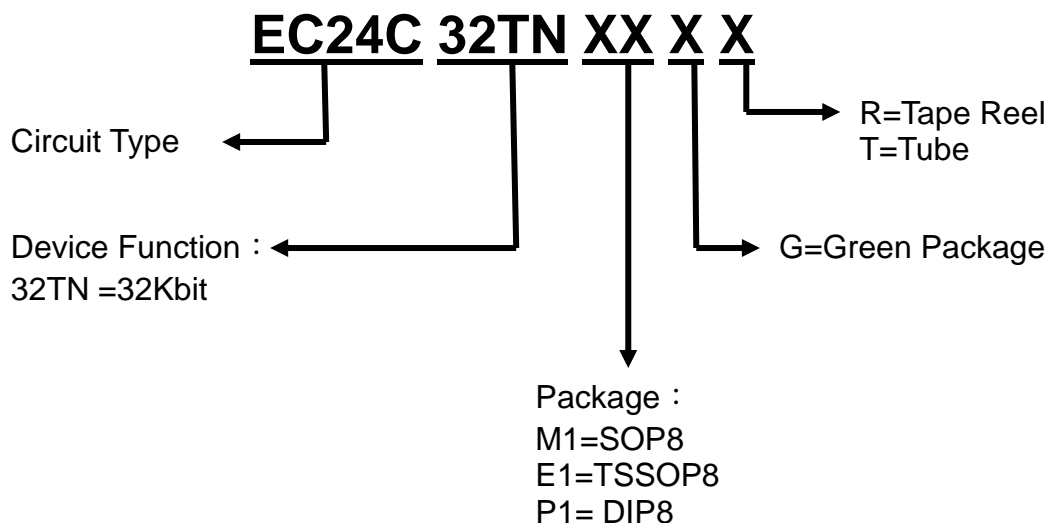 EC24C 32TN XX X X
R=Tape Reel
T=Tube
Circuit Type
Device Function：
32TN =32Kbit
G=Green Package
Package：
M1=SOP8
E1=TSSOP8
P1= DIP8